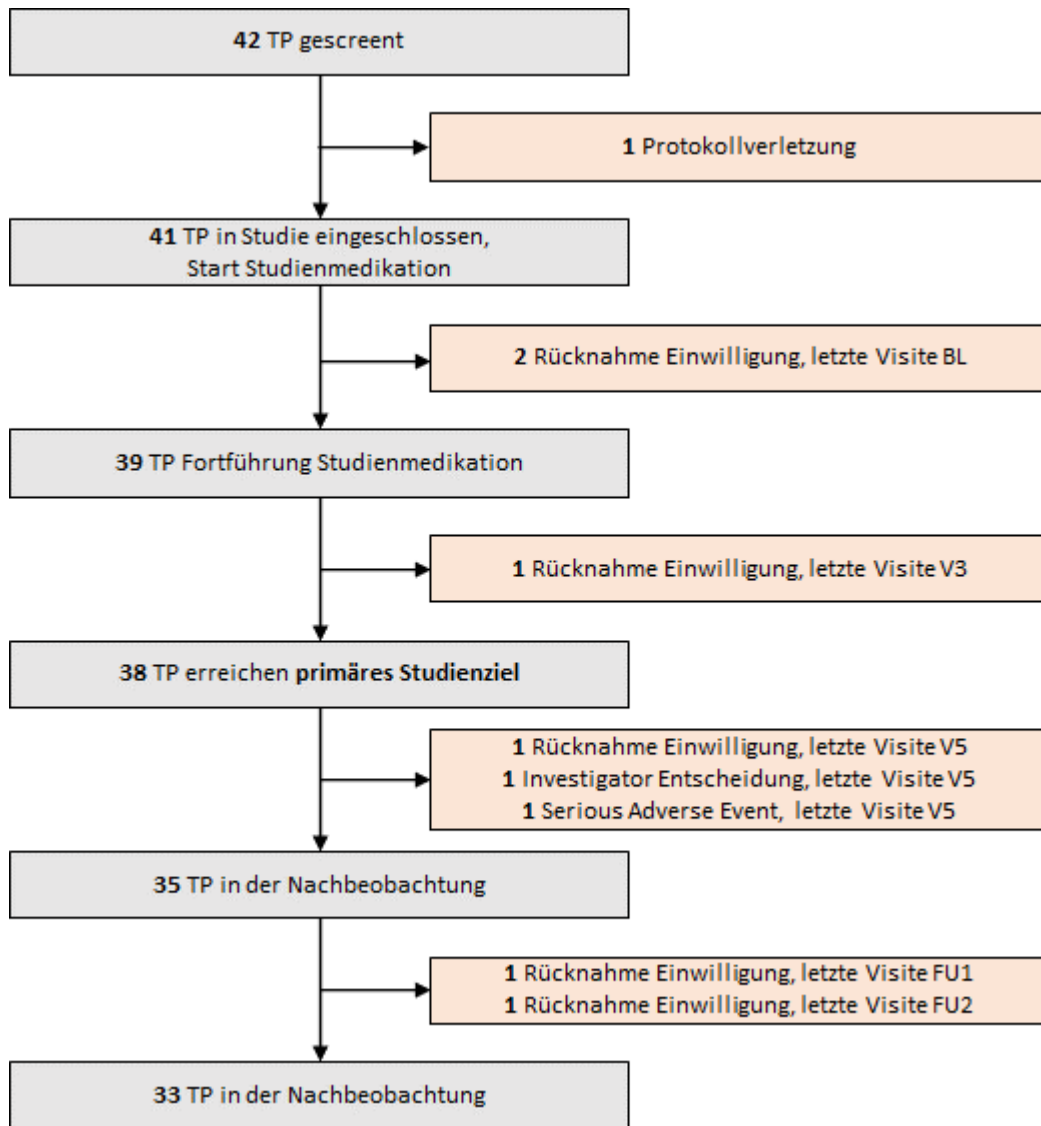 42 TP gescreent
1 Protokollverletzung
41 TP in Studie eingeschlossen,
Start Studienmedikation
2 Rücknahme Einwilligung, letzte Visite BL
39 TP Fortführung Studienmedikation
1 Rücknahme Einwilligung, letzte Visite V3
38 TP erreichen primäres Studienziel
1 Rücknahme Einwilligung, letzte Visite V5
1 Investigator Entscheidung, letzte Visite V5
1 Serious Adverse Event, letzte Visite V5
35 TP in der Nachbeobachtung
1 Rücknahme Einwilligung, letzte Visite FU1
1 Rücknahme Einwilligung, letzte Visite FU2
33 TP in der Nachbeobachtung